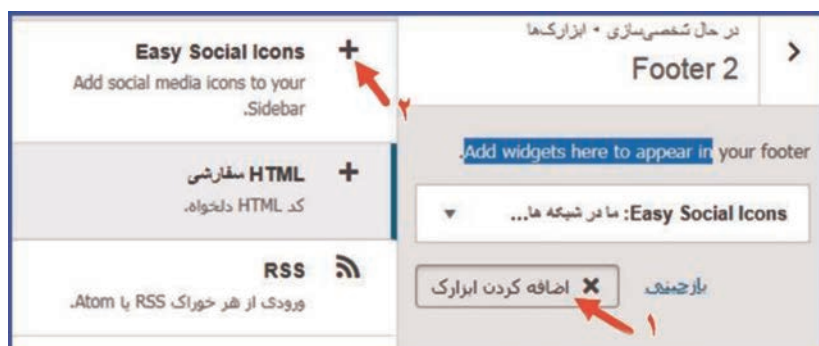 در حال شخصی‌سازی • ابزارک‌ها
Footer 2
Add widgets here to appear in your footer.
Easy Social Icons: ما در شبکه ها...
بازچینی
اضافه کردن ابزارک
۱
Easy Social Icons
Add social media icons to your
Sidebar.
۲
HTML سفارشی
کد HTML دلخواه.
RSS
ورودی از هر خوراک RSS یا Atom.